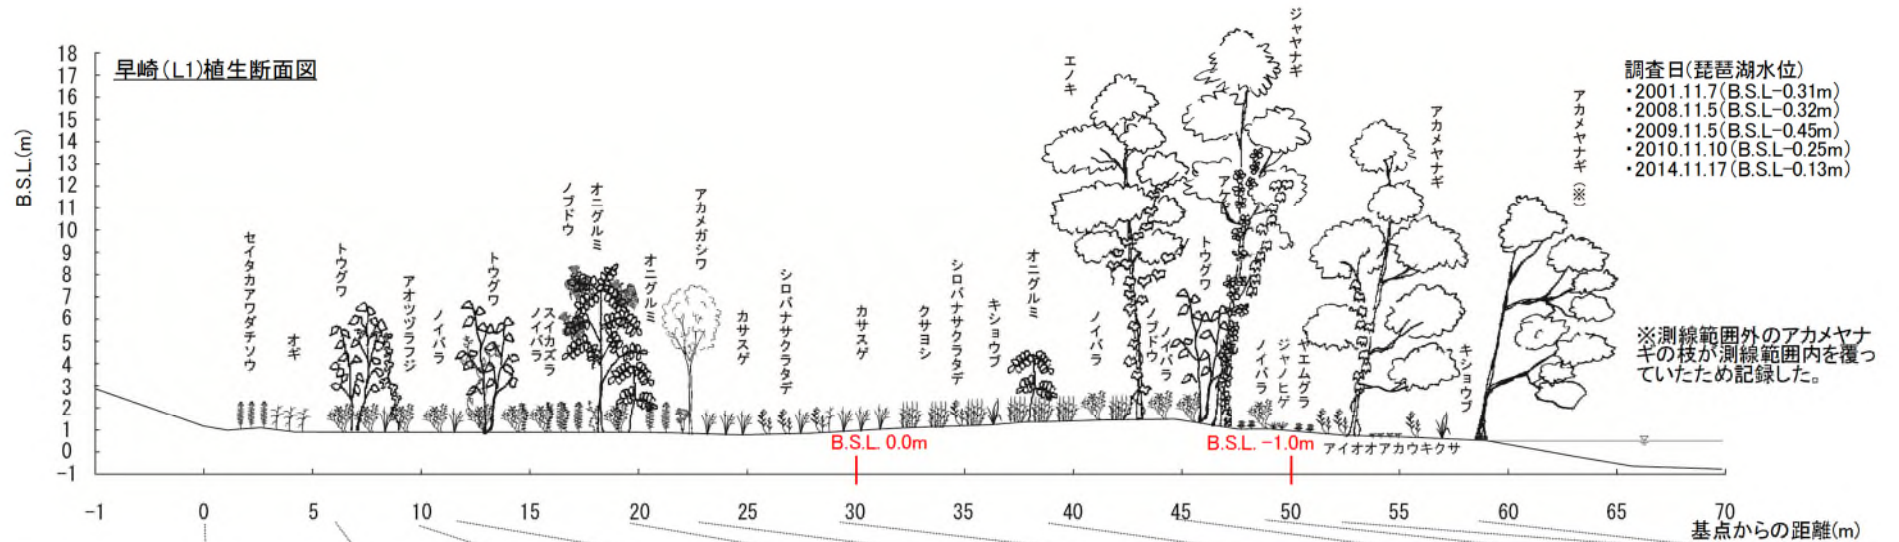 早崎(L1)植生断面図
B.S.L.(m)
18
17
16
15
14
13
12
11
10
9
8
7
6
5
4
3
2
1
0
-1
セイタカアワダチソウ
オギ
トウグワ
アオツヅラフジ
ノイバラ
トウグワ
スイカズラ
ノイバラ
ノブドウ
オニグルミ
オニグルミ
アカメガシワ
カサスゲ
シロバナサクラタデ
カサスゲ
クサヨシ
シロバナサクラタデ
キショウブ
オニグルミ
エノキ
ノイバラ
ノブドウ
ノイバラ
トウグワ
ジャヤナギ
ノイバラ
ジャノヒゲ
ヤエムグラ
アカメヤナギ
キショウブ
アカメヤナギ(※)
アイオオアカウキクサ
B.S.L. 0.0m
B.S.L. -1.0m
調査日(琵琶湖水位)
・2001.11.7(B.S.L-0.31m)
・2008.11.5(B.S.L-0.32m)
・2009.11.5(B.S.L-0.45m)
・2010.11.10(B.S.L-0.25m)
・2014.11.17(B.S.L-0.13m)
※測線範囲外のアカメヤナ
ギの枝が測線範囲内を覆っ
ていたため記録した。
-1 0 5 10 15 20 25 30 35 40 45 50 55 60 65 70
基点からの距離(m)